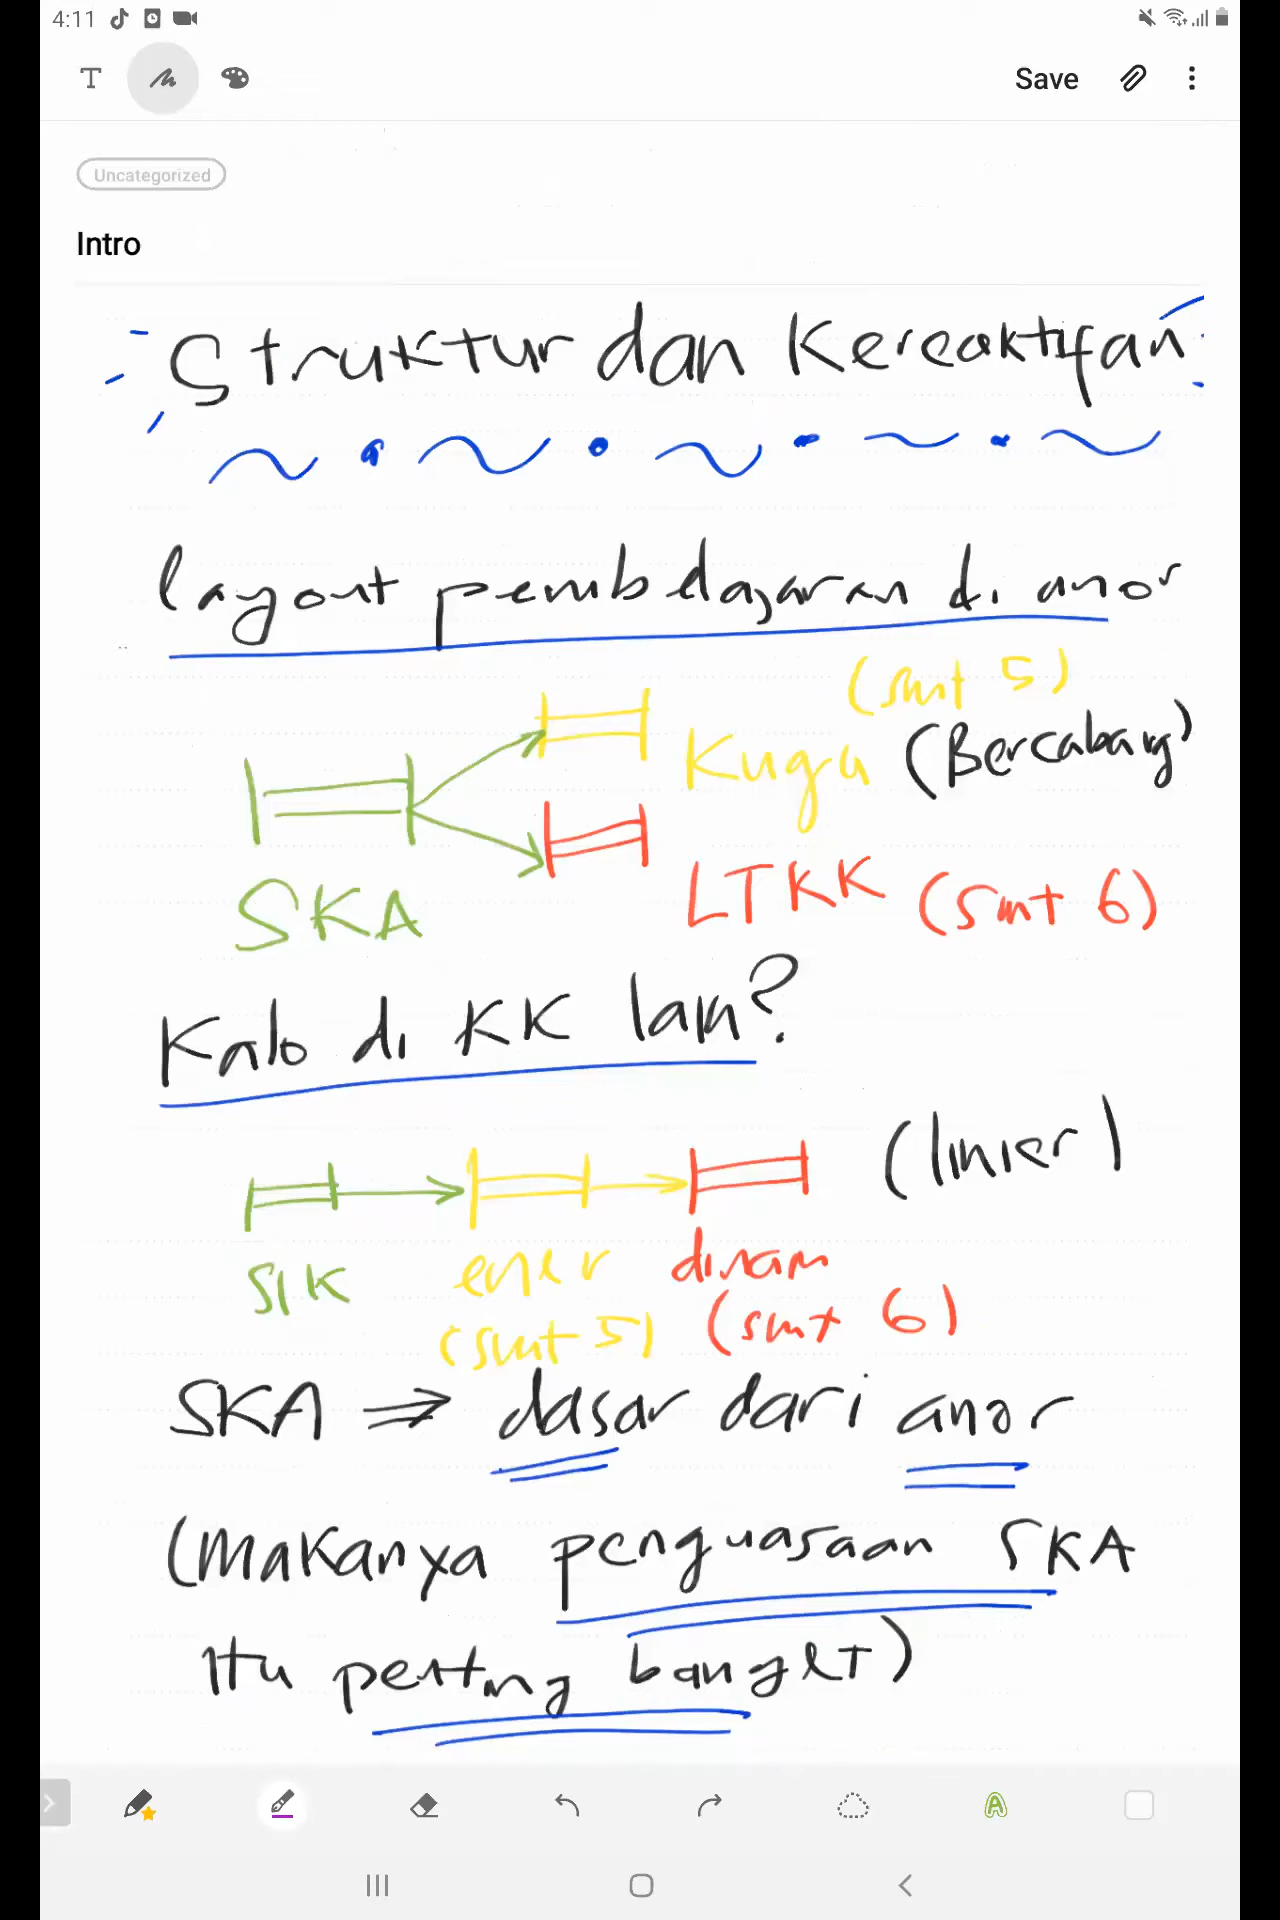 4:11
T
Save
Uncategorized
Intro
Struktur dan Kereaktifan
layout pembelajaran di anor
(smt 5)
Kuga (Bercabang)
SKA
LTKK (smt 6)
Kalo di KK lain?
(linier)
SIK
ener
dinam
(smt 5)
(smt 6)
SKA ⇒ dasar dari anor
(Makanya penguasaan SKA
itu penting banget)
A